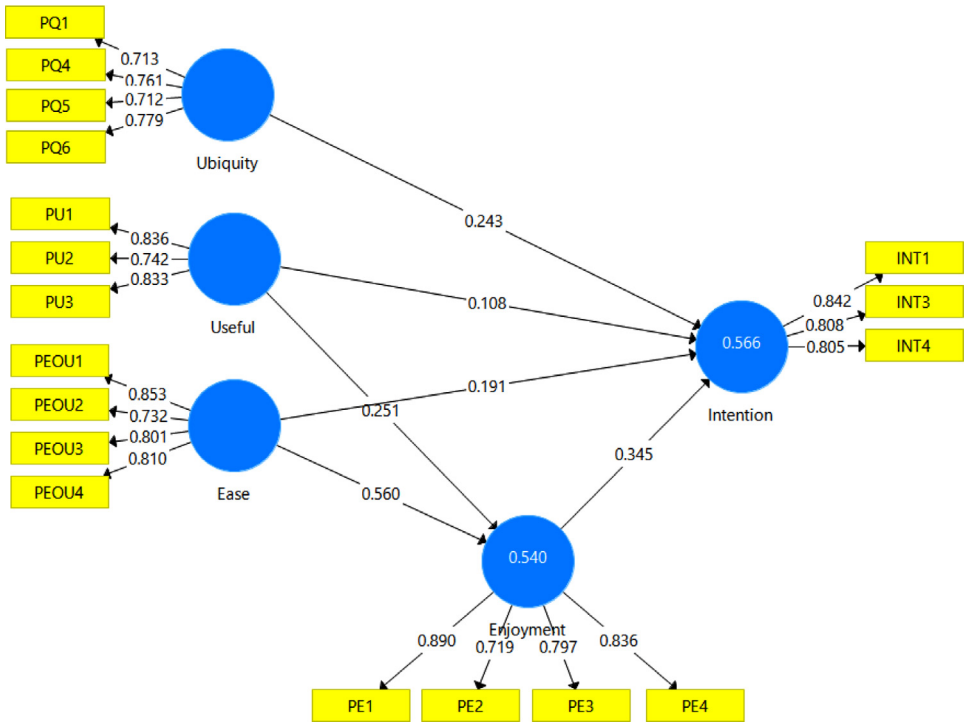 PQ1
0.713
PQ4
0.761
PQ5
0.712
PQ6
0.779
Ubiquity
0.243
PU1
0.836
PU2
0.742
PU3
0.833
Useful
0.108
INT1
0.842
INT3
0.808
INT4
0.805
0.566
Intention
PEOU1
0.853
PEOU2
0.732
PEOU3
0.801
PEOU4
0.810
Ease
0.191
0.251
0.560
0.345
0.540
Enjoyment
0.890
0.719
0.797
0.836
PE1
PE2
PE3
PE4